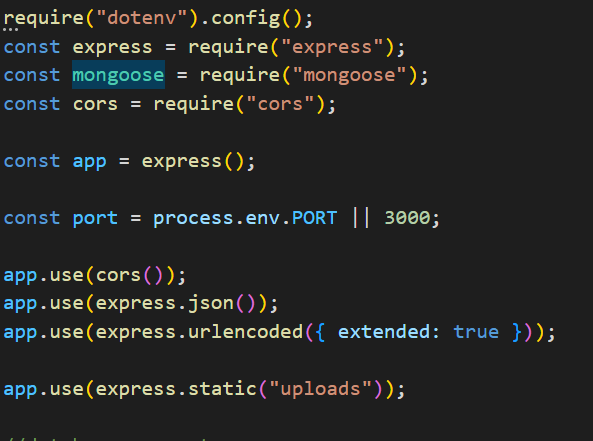 require("dotenv").config();
const express = require("express");
const mongoose = require("mongoose");
const cors = require("cors");
const app = express();
const port = process.env.PORT || 3000;
app.use(cors());
app.use(express.json());
app.use(express.urlencoded({ extended: true }));
app.use(express.static("uploads"));